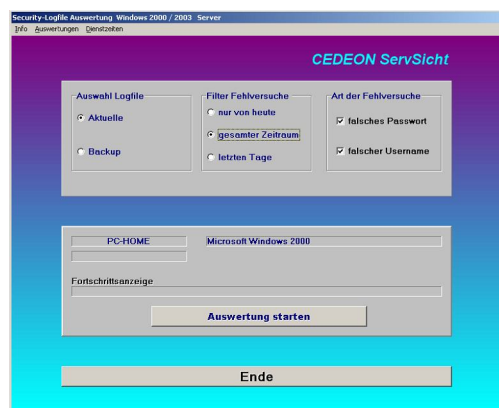 Security-Logfile Auswertung Windows 2000 / 2003 Server
Info Auswertungen Dienstzeiten
CEDEON ServSicht
Auswahl Logfile
Aktuelle
Backup
Filter Fehlversuche
nur von heute
gesamter Zeitraum
letzten Tage
Art der Fehlversuche
falsches Passwort
falscher Username
PC-HOME
Microsoft Windows 2000
Fortschrittsanzeige
Auswertung starten
Ende